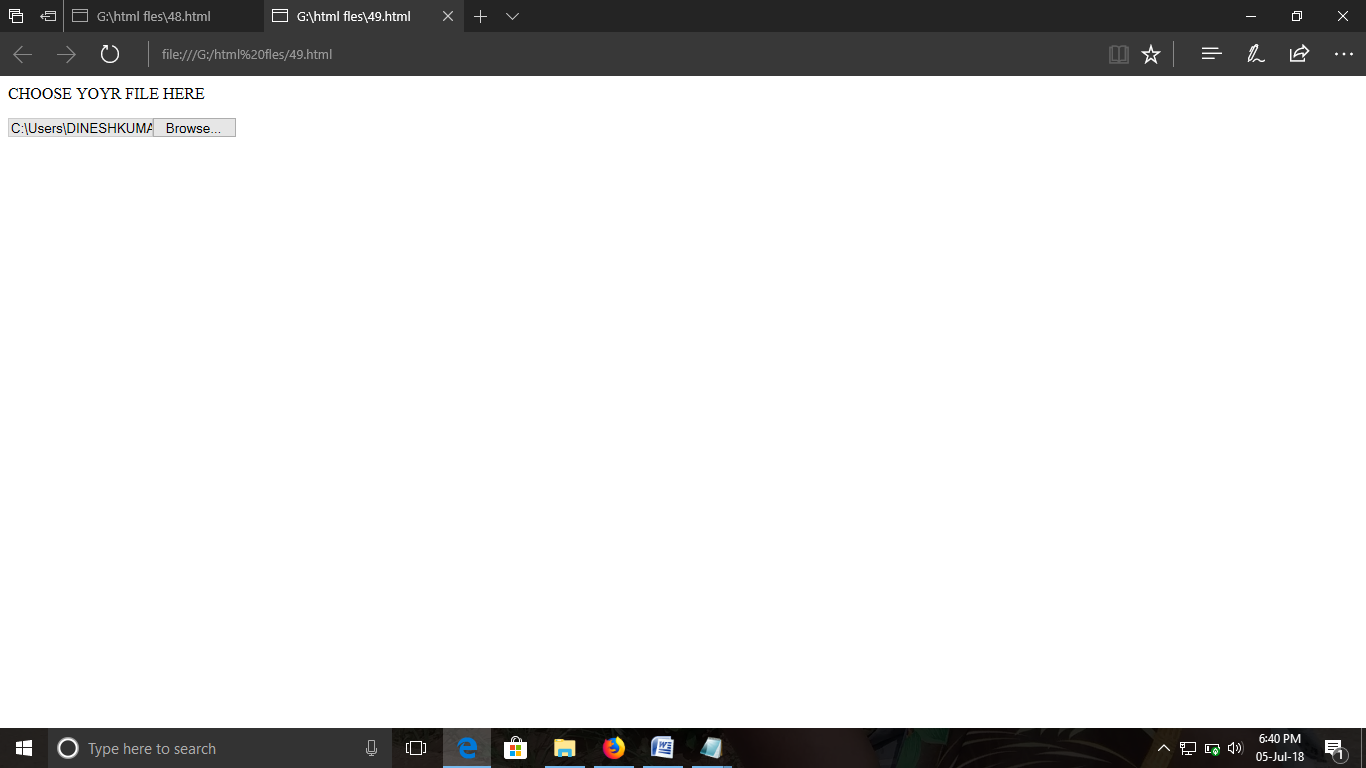 G:\html fles\48.html
G:\html fles\49.html
file:///G:/html%20fles/49.html
CHOOSE YOYR FILE HERE
C:\Users\DINESHKUMA
Browse...
Type here to search
6:40 PM
05-Jul-18
1